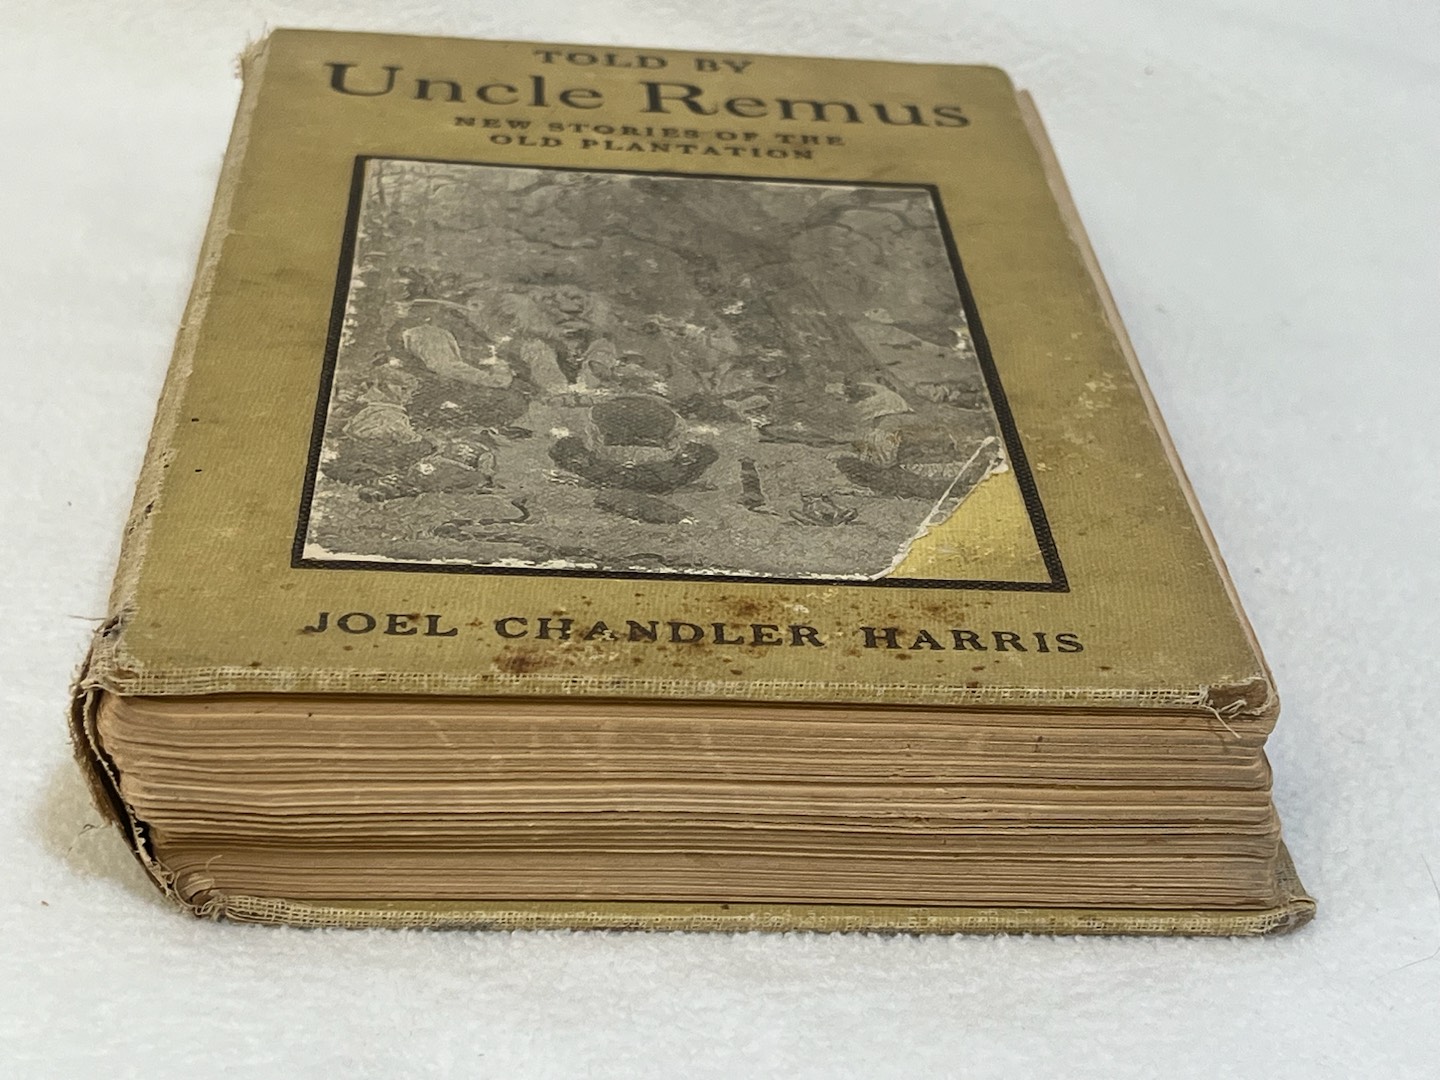 TOLD BY
Uncle Remus
NEW STORIES OF THE
OLD PLANTATION
JOEL CHANDLER HARRIS